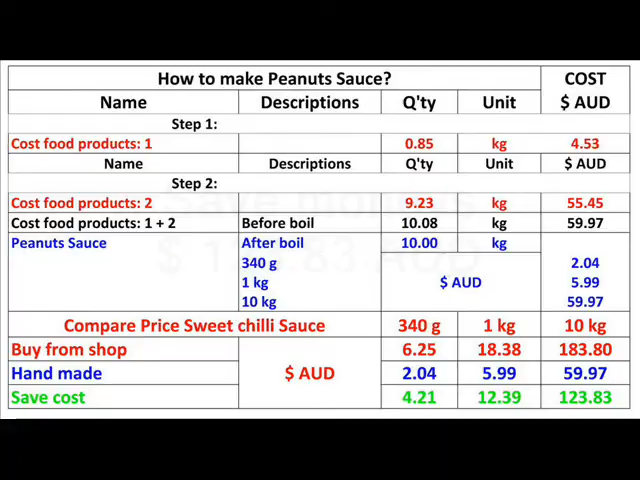 How to make Peanuts Sauce? COST
Name Descriptions Q'ty Unit $ AUD
Step 1:
Cost food products: 1 0.85 kg 4.53
Name Descriptions Q'ty Unit $ AUD
Step 2:
Cost food products: 2 9.23 kg 55.45
Cost food products: 1 + 2 Before boil 10.08 kg 59.97
Peanuts Sauce After boil 10.00 kg
340 g 2.04
1 kg $ AUD 5.99
10 kg 59.97
Compare Price Sweet chilli Sauce 340 g 1 kg 10 kg
Buy from shop 6.25 18.38 183.80
Hand made $ AUD 2.04 5.99 59.97
Save cost 4.21 12.39 123.83